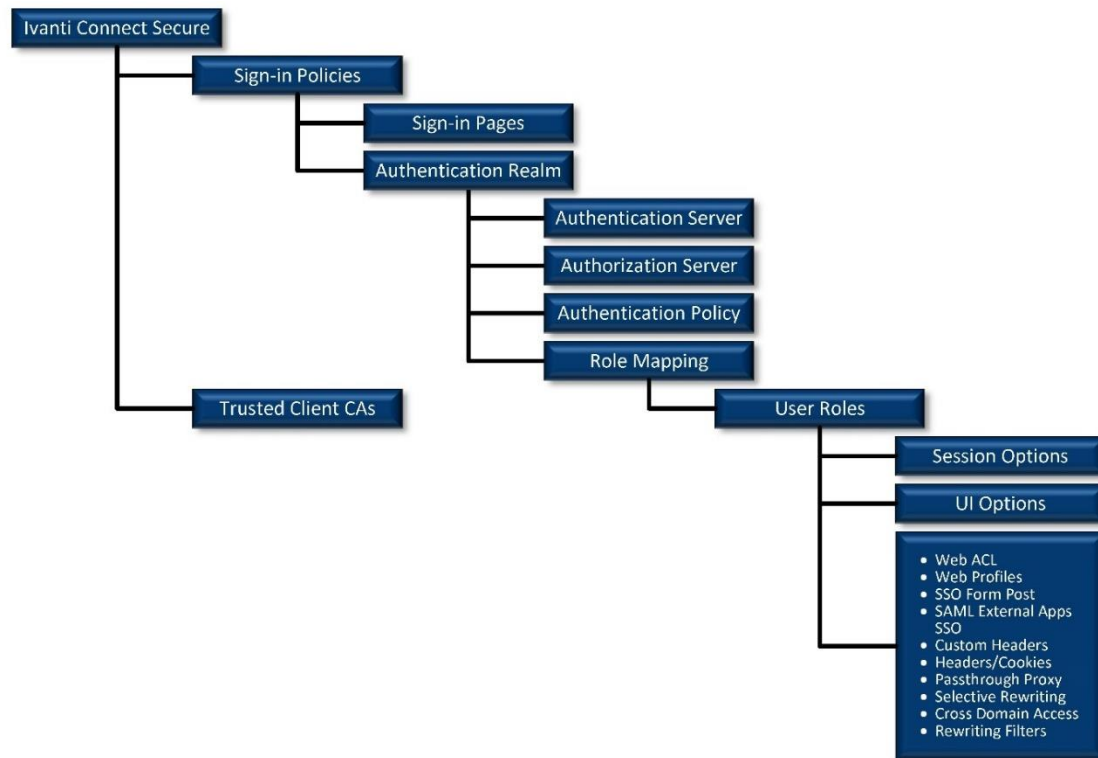 Ivanti Connect Secure
Sign-in Policies
Sign-in Pages
Authentication Realm
Authentication Server
Authorization Server
Authentication Policy
Role Mapping
Trusted Client CAs
User Roles
Session Options
UI Options
• Web ACL
• Web Profiles
• SSO Form Post
• SAML External Apps
SSO
• Custom Headers
• Headers/Cookies
• Passthrough Proxy
• Selective Rewriting
• Cross Domain Access
• Rewriting Filters